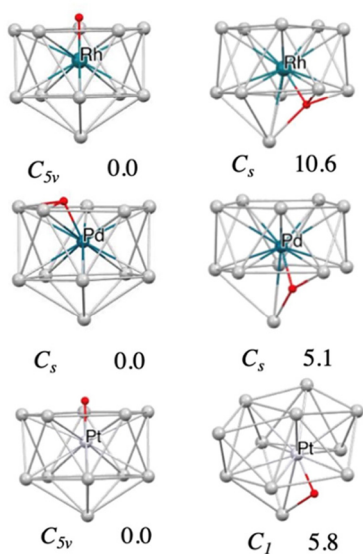 Rh Rh
C5v 0.0 Cs 10.6
Pd Pd
Cs 0.0 Cs 5.1
Pt Pt
C5v 0.0 C1 5.8